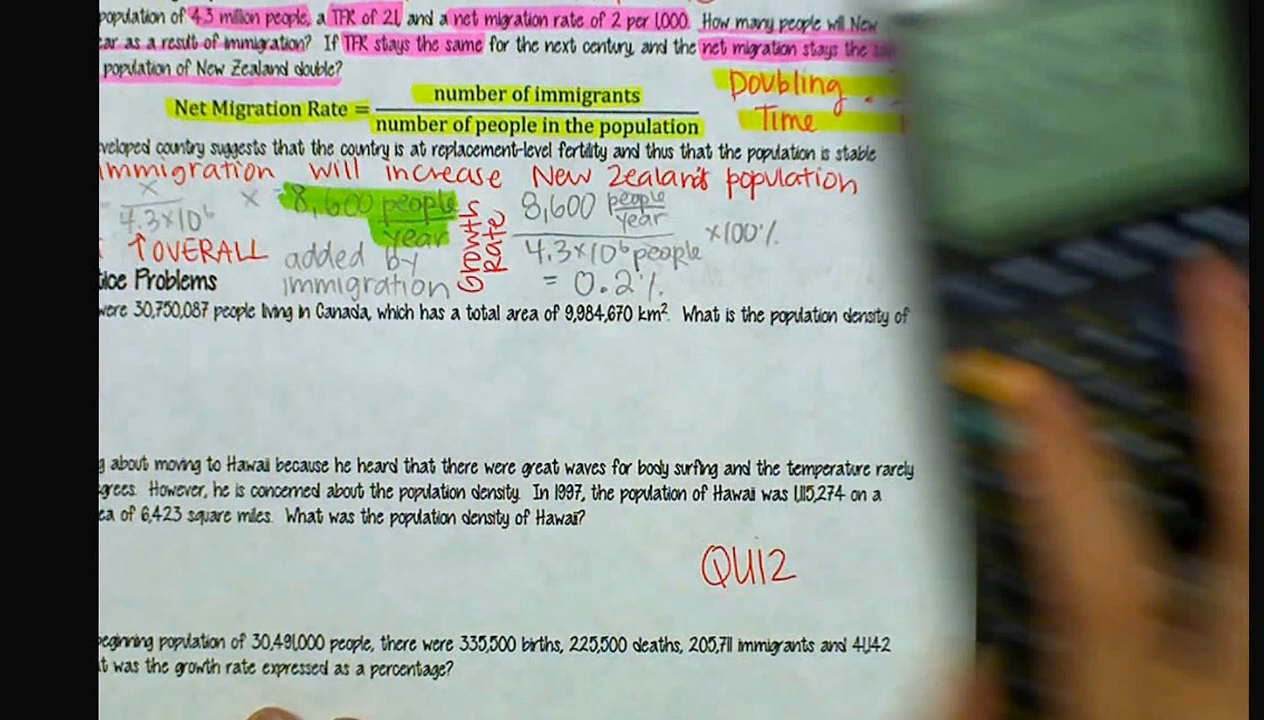 population of 4.3 million people, a TFR of 2.1, and a net migration rate of 2 per 1,000. How many people will New
ear as a result of immigration? If TFR stays the same for the next century, and the net migration stays the
population of New Zealand double?
Net Migration Rate = number of immigrants
number of people in the population
Doubling
Time
veloped country suggests that the country is at replacement-level fertility and thus that the population is stable
immigration will increase New Zealand's population
x
4.3×10⁶
x 8,600 people
year
added by
immigration
↑OVERALL
Growth
Rate
8,600 people
year
4.3×10⁶ people
×100%
= 0.2%
tice Problems
were 30,750,087 people living in Canada, which has a total area of 9,984,670 km². What is the population density of
g about moving to Hawaii because he heard that there were great waves for body surfing and the temperature rarely
grees. However, he is concerned about the population density. In 1997, the population of Hawaii was 1,115,274 on a
ea of 6,423 square miles. What was the population density of Hawaii?
QUIZ
beginning population of 30,491,000 people, there were 335,500 births, 225,500 deaths, 205,711 immigrants and 41,142
t was the growth rate expressed as a percentage?